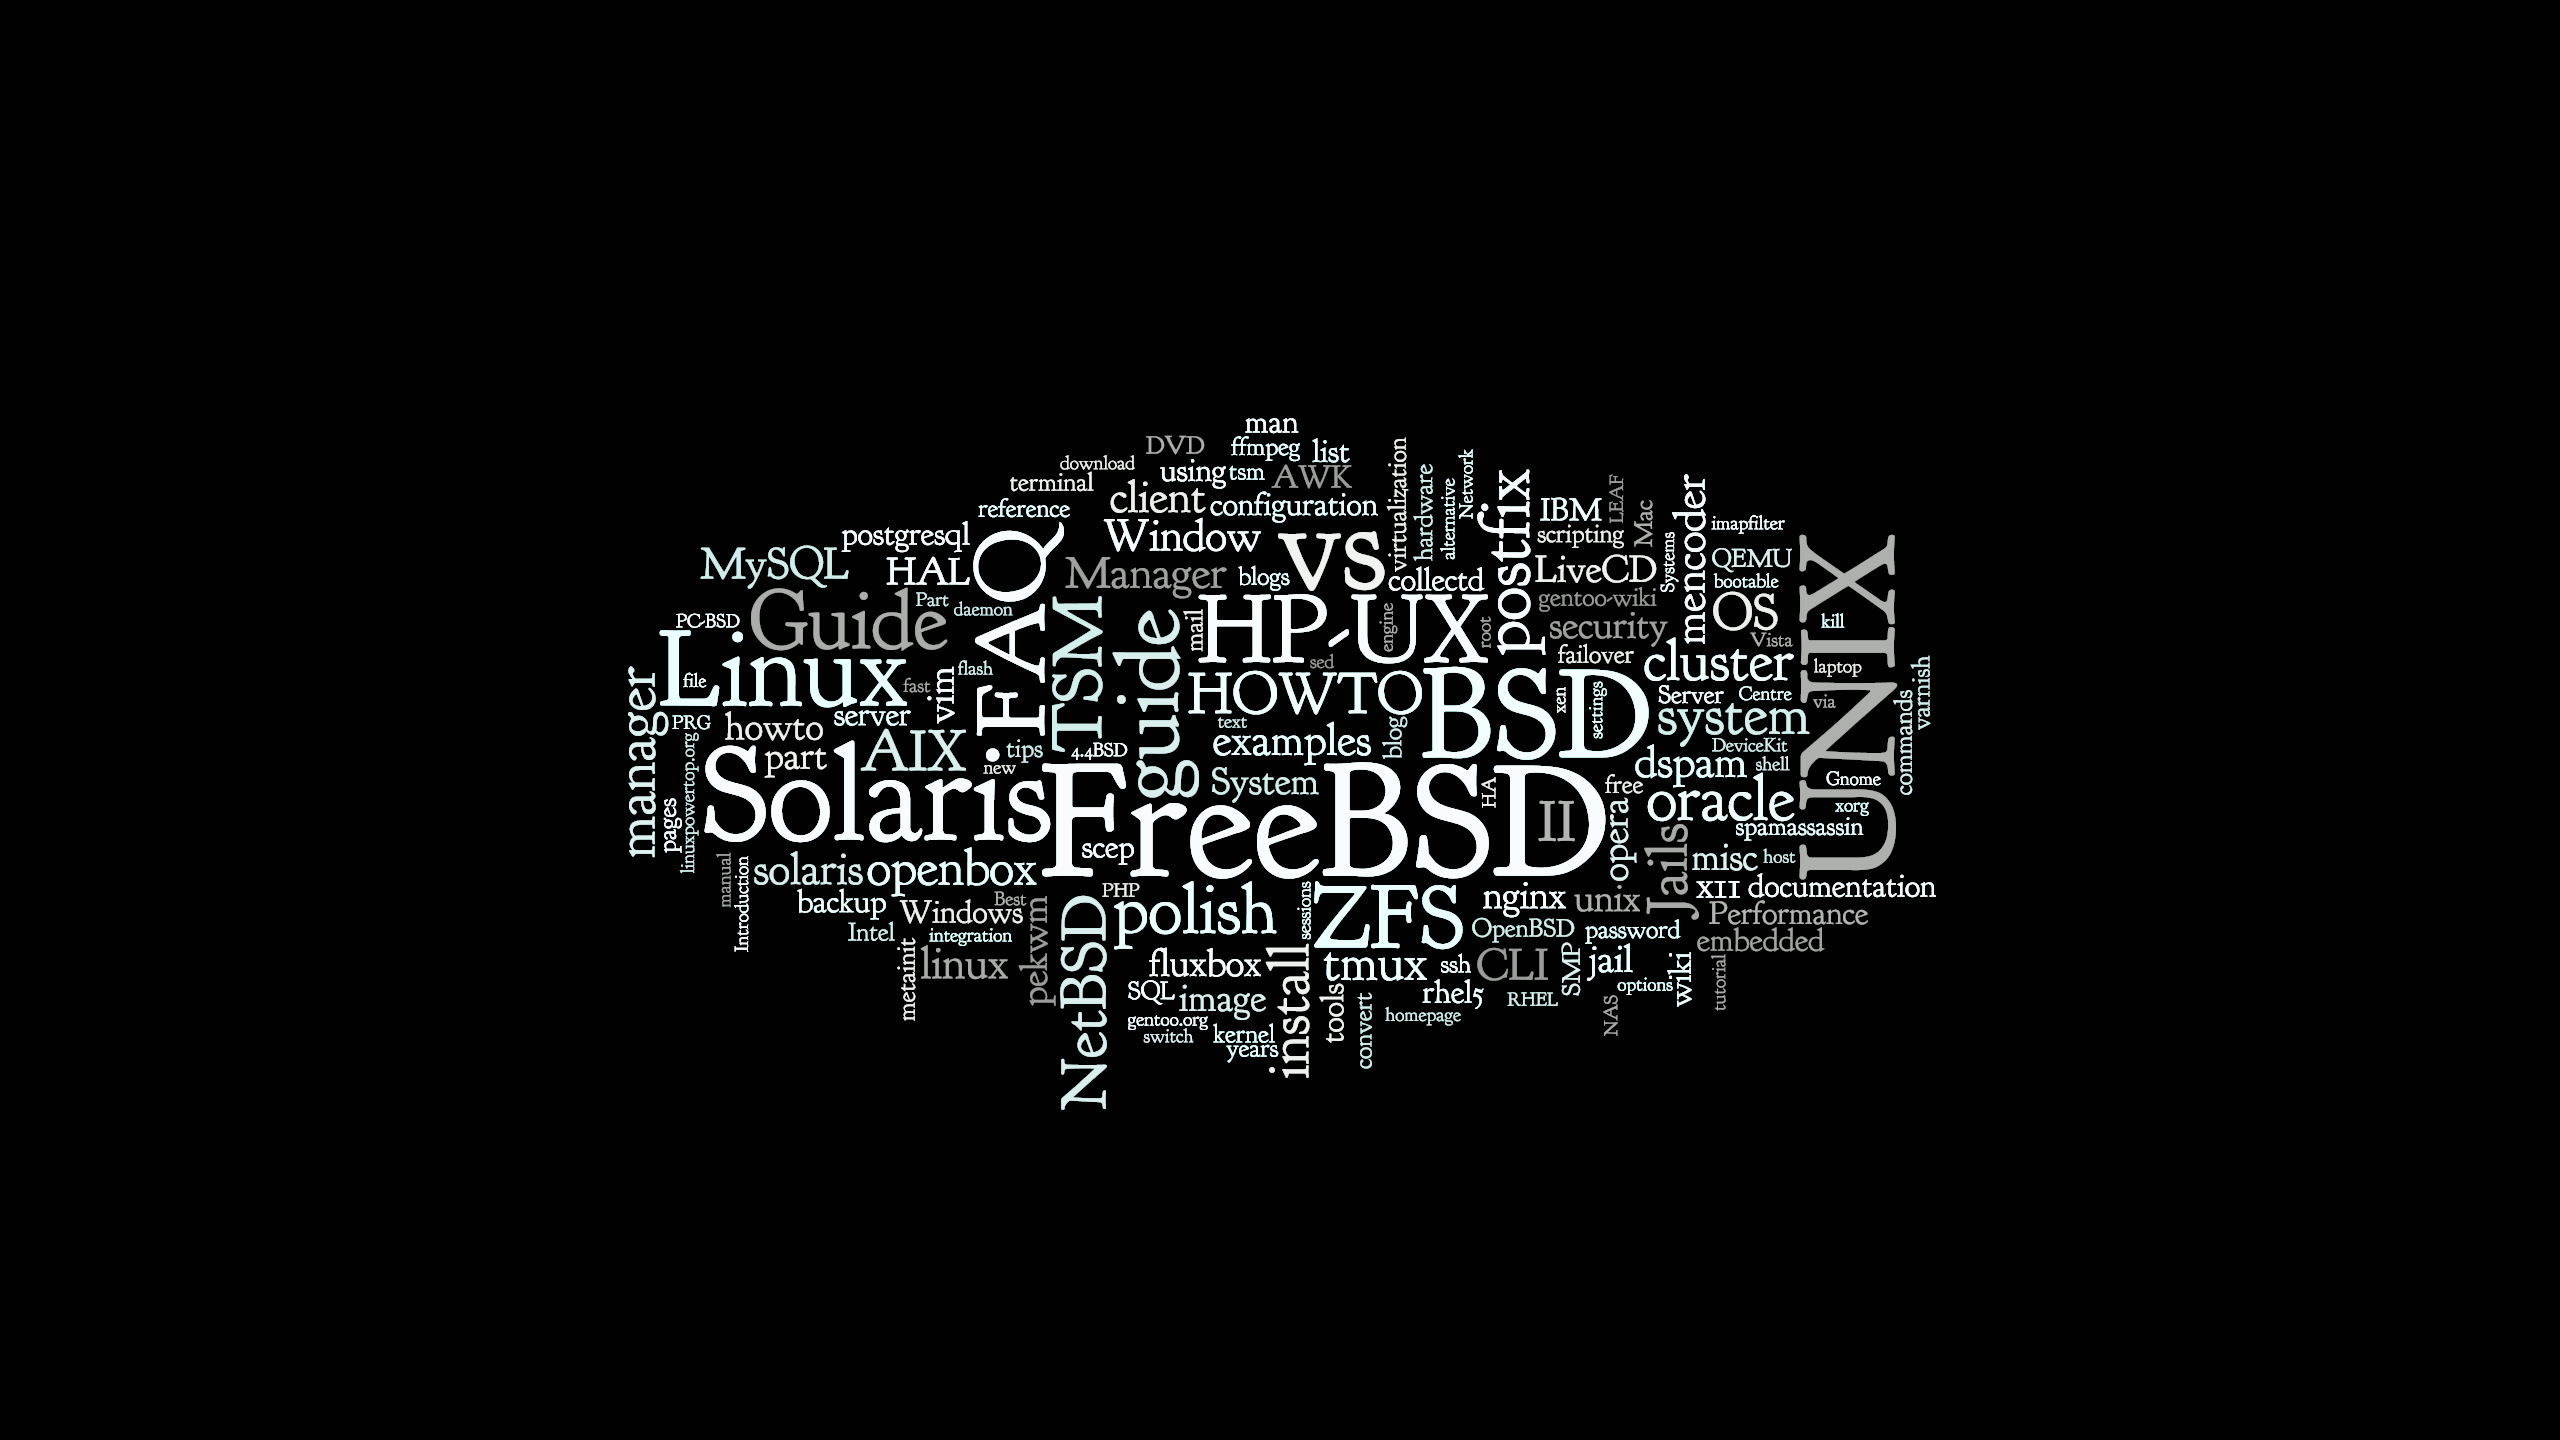 man
DVD
ffmpeg
list
download
using
tsm
AWK
terminal
client
configuration
reference
virtualization
hardware
alternative
Network
postfix
IBM
LEAF
Mac
scripting
mencoder
imapfilter
postgresql
FAQ
Window
vs
MySQL
HAL
Manager
blogs
collectd
LiveCD
Systems
QEMU
bootable
UNIX
Guide
Part
daemon
TSM
guide
mail
HP-UX
engine
root
gentoo-wiki
OS
PC-BSD
security
kill
Vista
Linux
file
fast
vim
flash
sed
failover
cluster
laptop
manager
HOWTO
BSD
xen
settings
Server
Centre
via
varnish
commands
PRG
howto
server
text
blog
system
linuxpowertop.org
part
AIX
.
tips
new
4.4BSD
examples
DeviceKit
dspam
shell
Solaris
System
FreeBSD
HA
II
free
Gnome
pages
opera
oracle
xorg
scep
spamassassin
Jails
manual
Introduction
solaris
openbox
misc
host
backup
Windows
Best
PHP
polish
sessions
ZFS
nginx
unix
X11
documentation
Intel
integration
pekwm
NetBSD
OpenBSD
password
Performance
embedded
metainit
linux
fluxbox
install
tmux
ssh
CLI
SMP
jail
wiki
tutorial
SQL
image
tools
convert
rhel5
RHEL
options
NAS
gentoo.org
homepage
switch
kernel
years